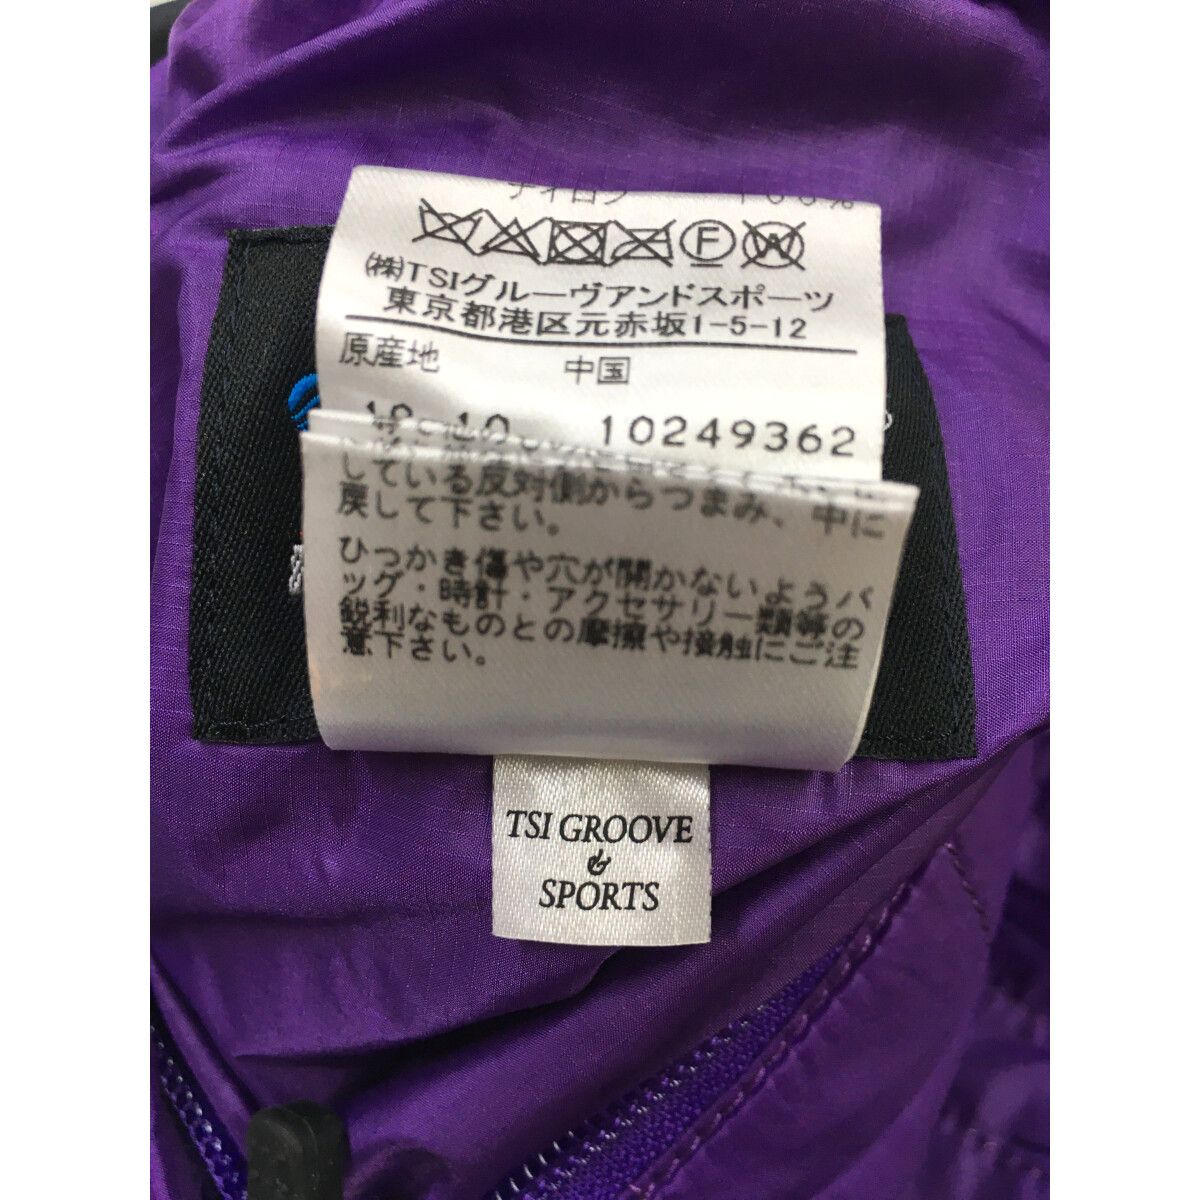 ナイロン 100%
F W
(株)TSIグルーヴアンドスポーツ
東京都港区元赤坂1-5-12
原産地 中国
10249362
している反対側からつまみ、中に
戻して下さい。
ひっかき傷や穴が開かないようバ
ッグ・時計・アクセサリー類等の
鋭利なものとの摩擦や接触にご注
意下さい。
TSI GROOVE
&
SPORTS